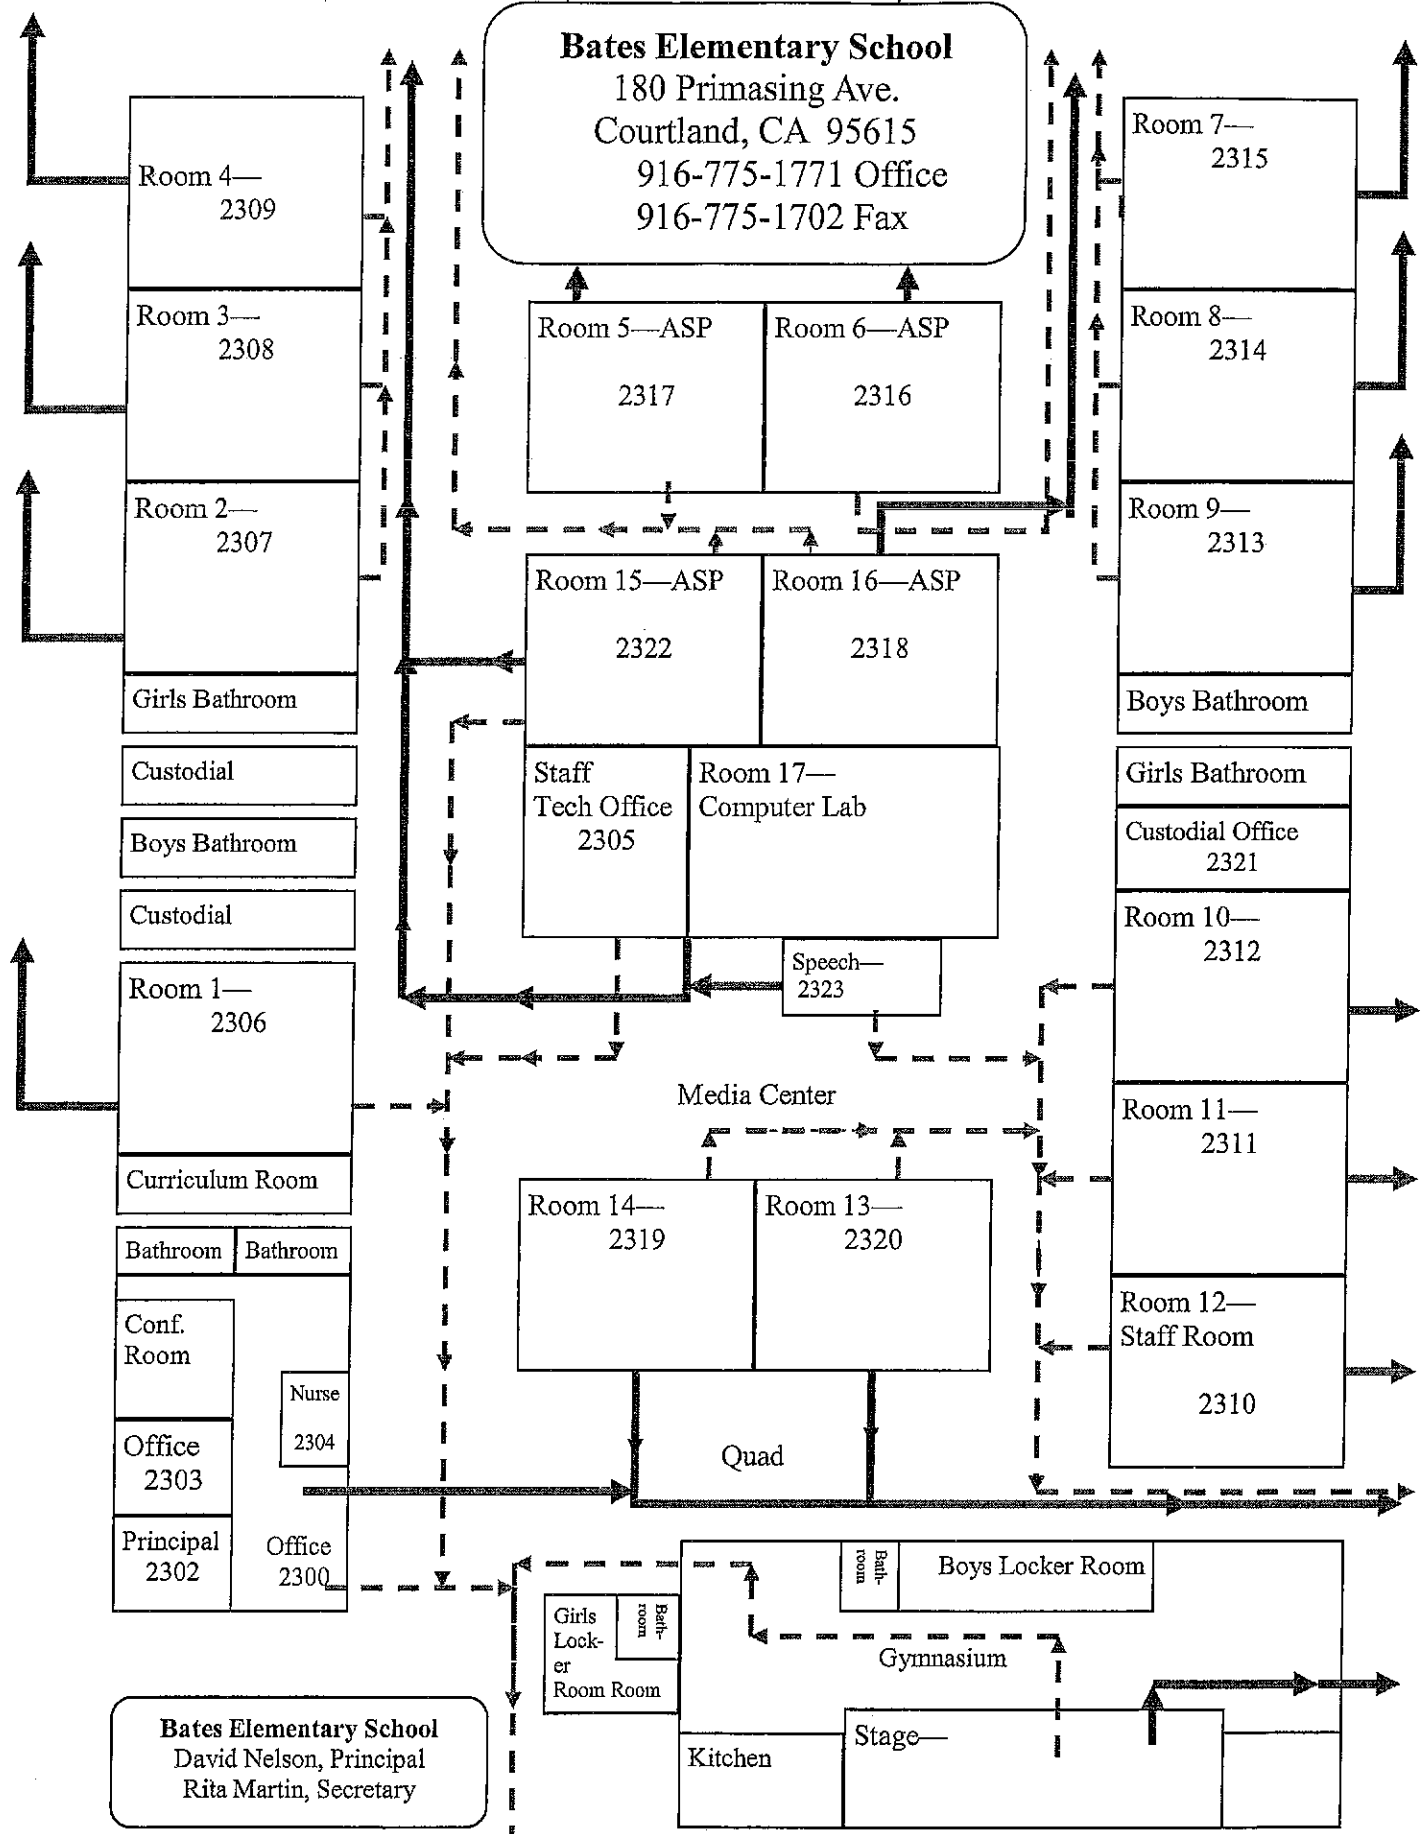 Bates Elementary School
180 Primasing Ave.
Courtland, CA 95615
916-775-1771 Office
916-775-1702 Fax
Room 4—
2309
Room 3—
2308
Room 2—
2307
Girls Bathroom
Custodial
Boys Bathroom
Custodial
Room 1—
2306
Curriculum Room
Bathroom
Bathroom
Conf.
Room
Nurse
2304
Office
2303
Principal
2302
Office
2300
Room 5—ASP
2317
Room 6—ASP
2316
Room 15—ASP
2322
Room 16—ASP
2318
Staff
Tech Office
2305
Room 17—
Computer Lab
Speech—
2323
Media Center
Room 14—
2319
Room 13—
2320
Quad
Room 7—
2315
Room 8—
2314
Room 9—
2313
Boys Bathroom
Girls Bathroom
Custodial Office
2321
Room 10—
2312
Room 11—
2311
Room 12—
Staff Room
2310
Bath-
room
Boys Locker Room
Girls
Lock-
er
Room Room
Bath-
room
Gymnasium
Stage—
Kitchen
Bates Elementary School
David Nelson, Principal
Rita Martin, Secretary